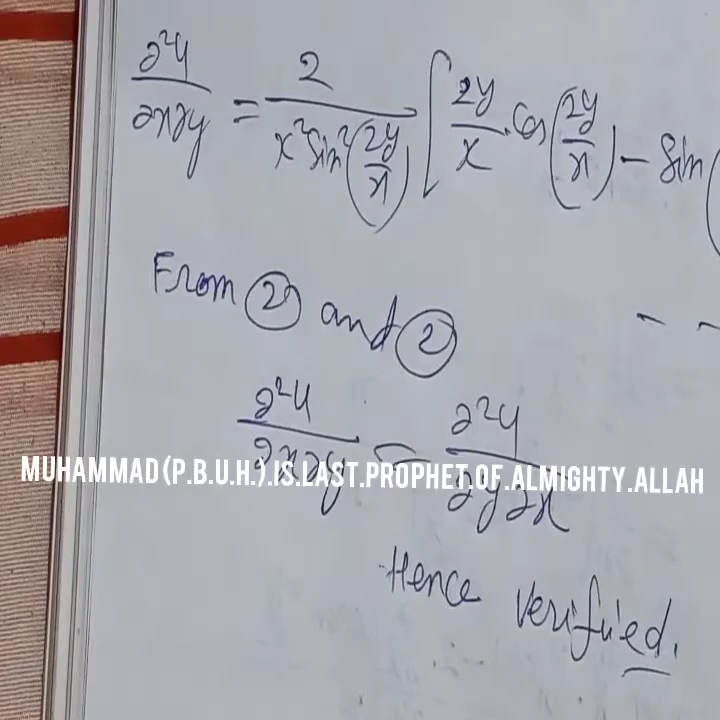 ∂²u/∂x∂y = 2/(x² sin²(2y/x)) [2y/x · Cos(2y/x) − Sin(
From ② and ②
- -
∂²u/∂x∂y = ∂²u/∂y∂x
MUHAMMAD(P.B.U.H.).IS.LAST.PROPHET.OF.ALMIGHTY.ALLAH
Hence verified.